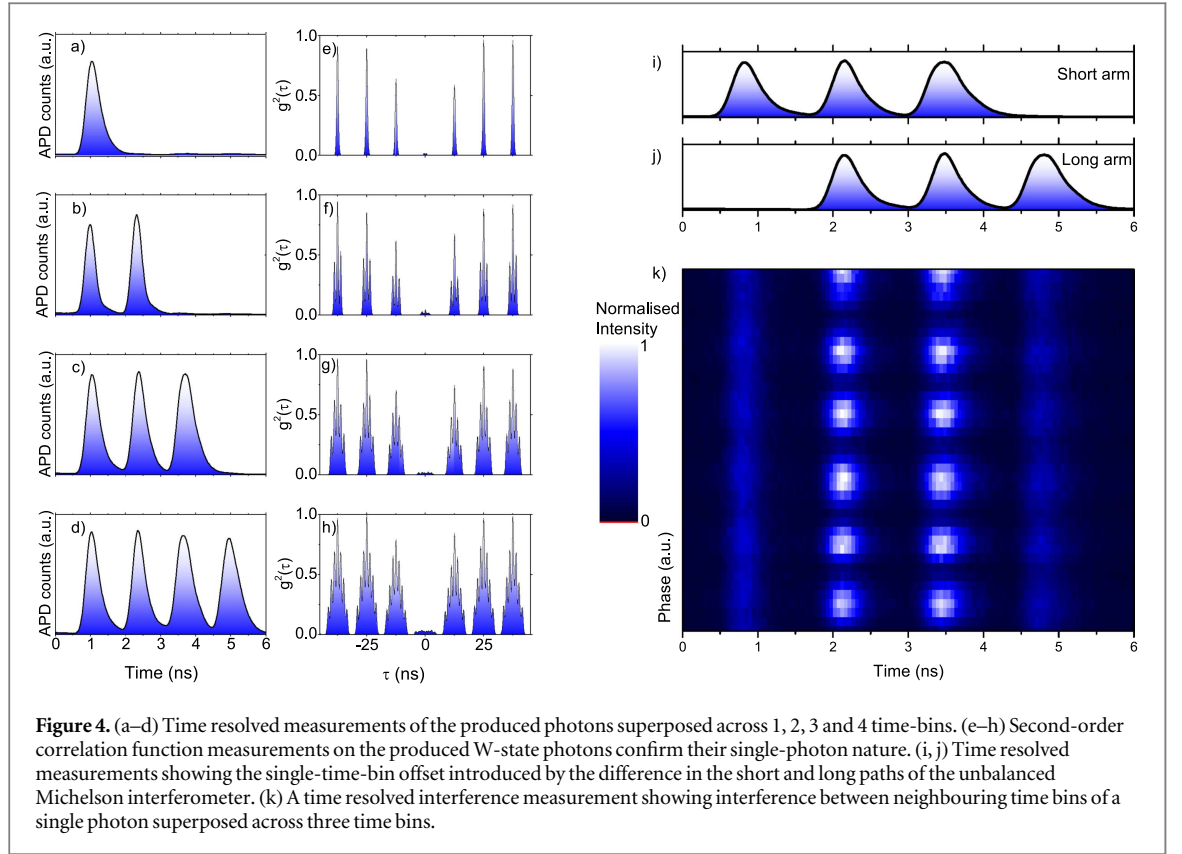 a)
APD counts (a.u.)
b)
APD counts (a.u.)
c)
APD counts (a.u.)
d)
APD counts (a.u.)
0 1 2 3 4 5 6
Time (ns)
e)
1.0
0.5
0.0
g²(τ)
f)
1.0
0.5
0.0
g²(τ)
g)
1.0
0.5
0.0
g²(τ)
h)
1.0
0.5
0.0
g²(τ)
-25 0 25
τ (ns)
i)
Short arm
j)
Long arm
0 1 2 3 4 5 6
k)
Normalised
Intensity
1
0
Phase (a.u.)
0 1 2 3 4 5 6
Time (ns)
Figure 4. (a–d) Time resolved measurements of the produced photons superposed across 1, 2, 3 and 4 time-bins. (e–h) Second-order
correlation function measurements on the produced W-state photons confirm their single-photon nature. (i, j) Time resolved
measurements showing the single-time-bin offset introduced by the difference in the short and long paths of the unbalanced
Michelson interferometer. (k) A time resolved interference measurement showing interference between neighbouring time bins of a
single photon superposed across three time bins.